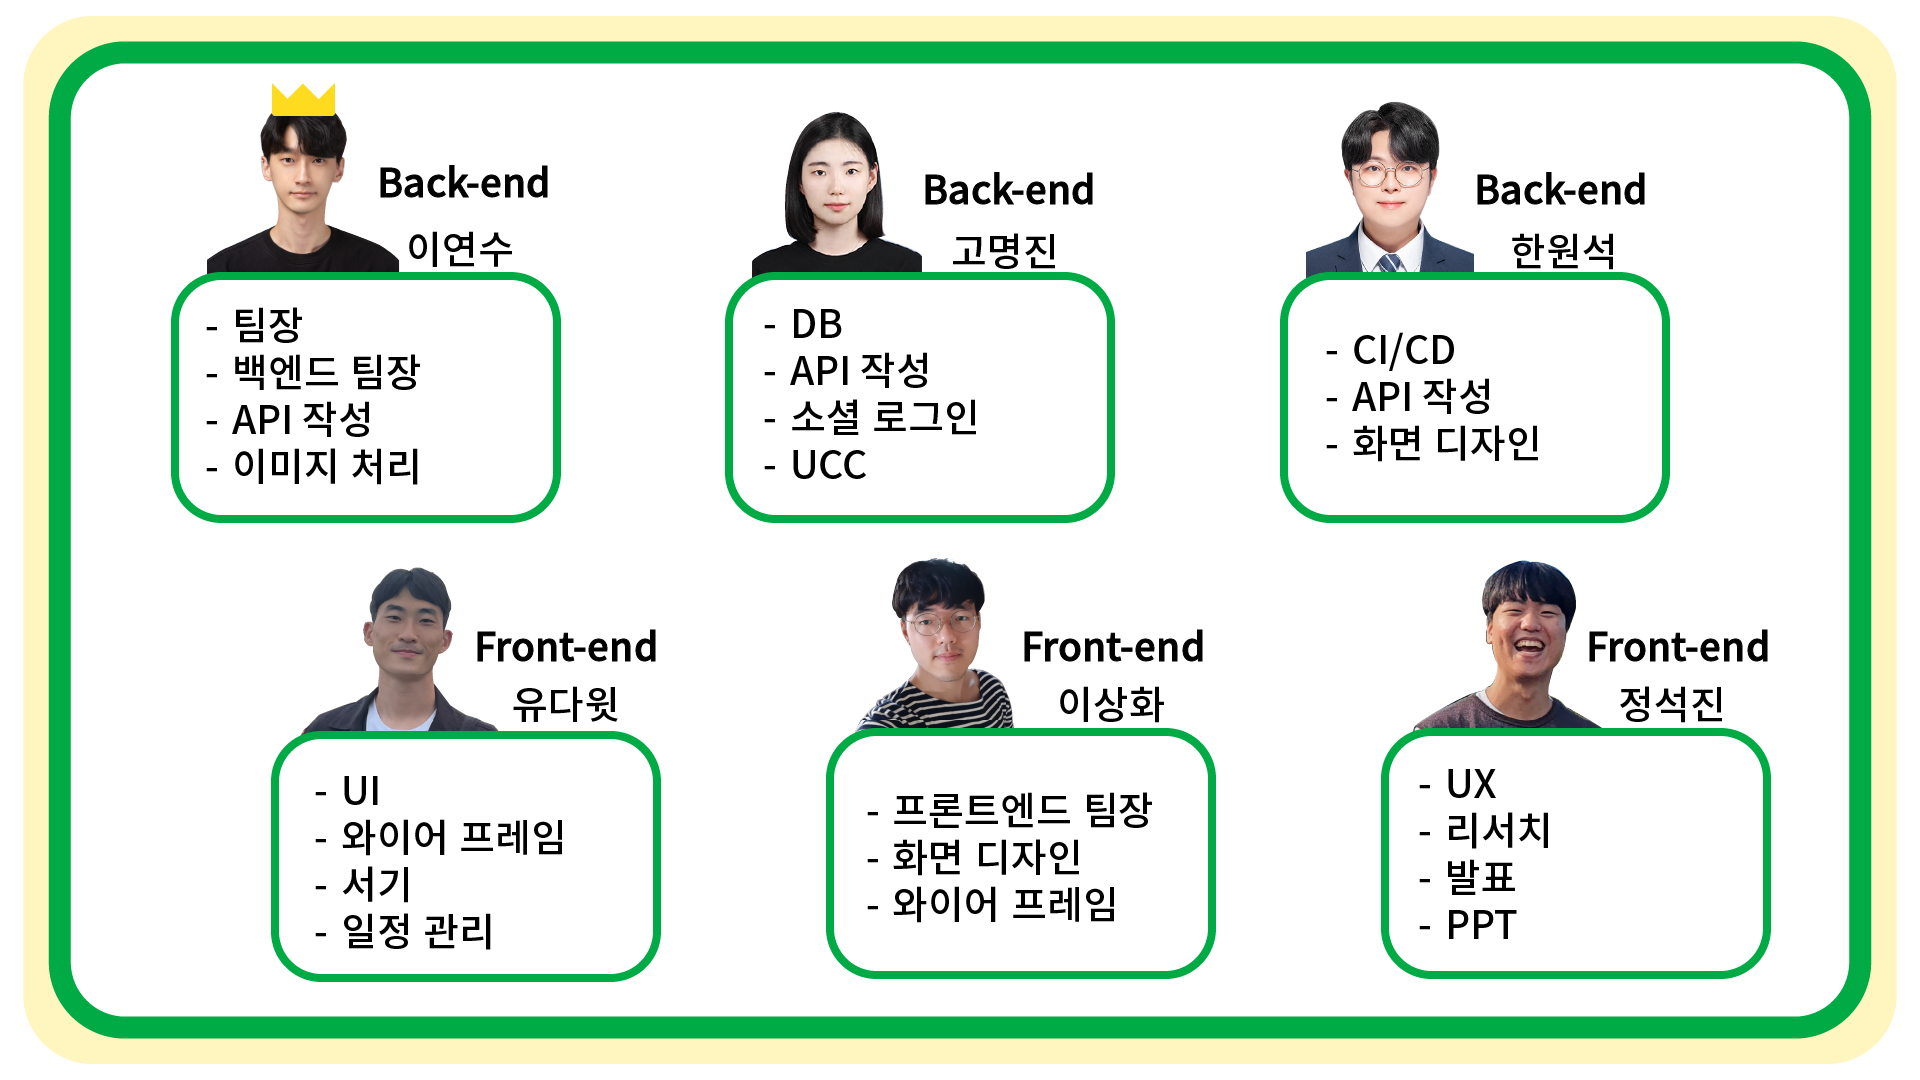 Back-end
이연수
- 팀장
- 백엔드 팀장
- API 작성
- 이미지 처리
Back-end
고명진
- DB
- API 작성
- 소셜 로그인
- UCC
Back-end
한원석
- CI/CD
- API 작성
- 화면 디자인
Front-end
유다윗
- UI
- 와이어 프레임
- 서기
- 일정 관리
Front-end
이상화
- 프론트엔드 팀장
- 화면 디자인
- 와이어 프레임
Front-end
정석진
- UX
- 리서치
- 발표
- PPT